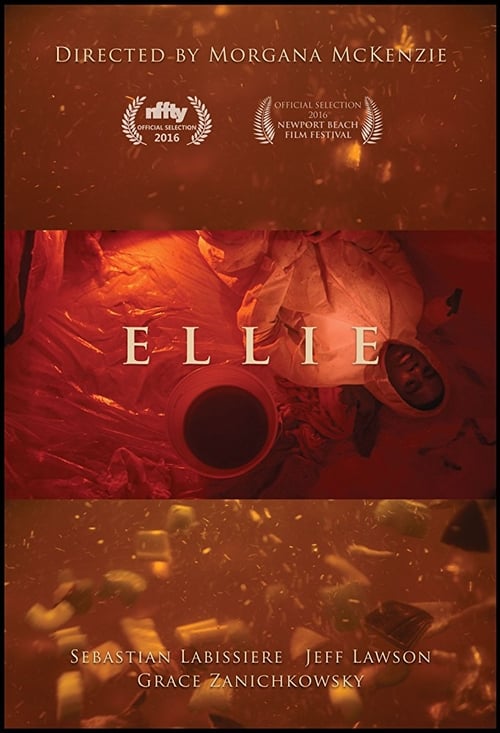 DIRECTED BY MORGANA MCKENZIE
nffty
OFFICIAL SELECTION
2016
OFFICIAL SELECTION
2016
NEWPORT BEACH
FILM FESTIVAL
ELLIE
SEBASTIAN LABISSIERE JEFF LAWSON
GRACE ZANICHKOWSKY